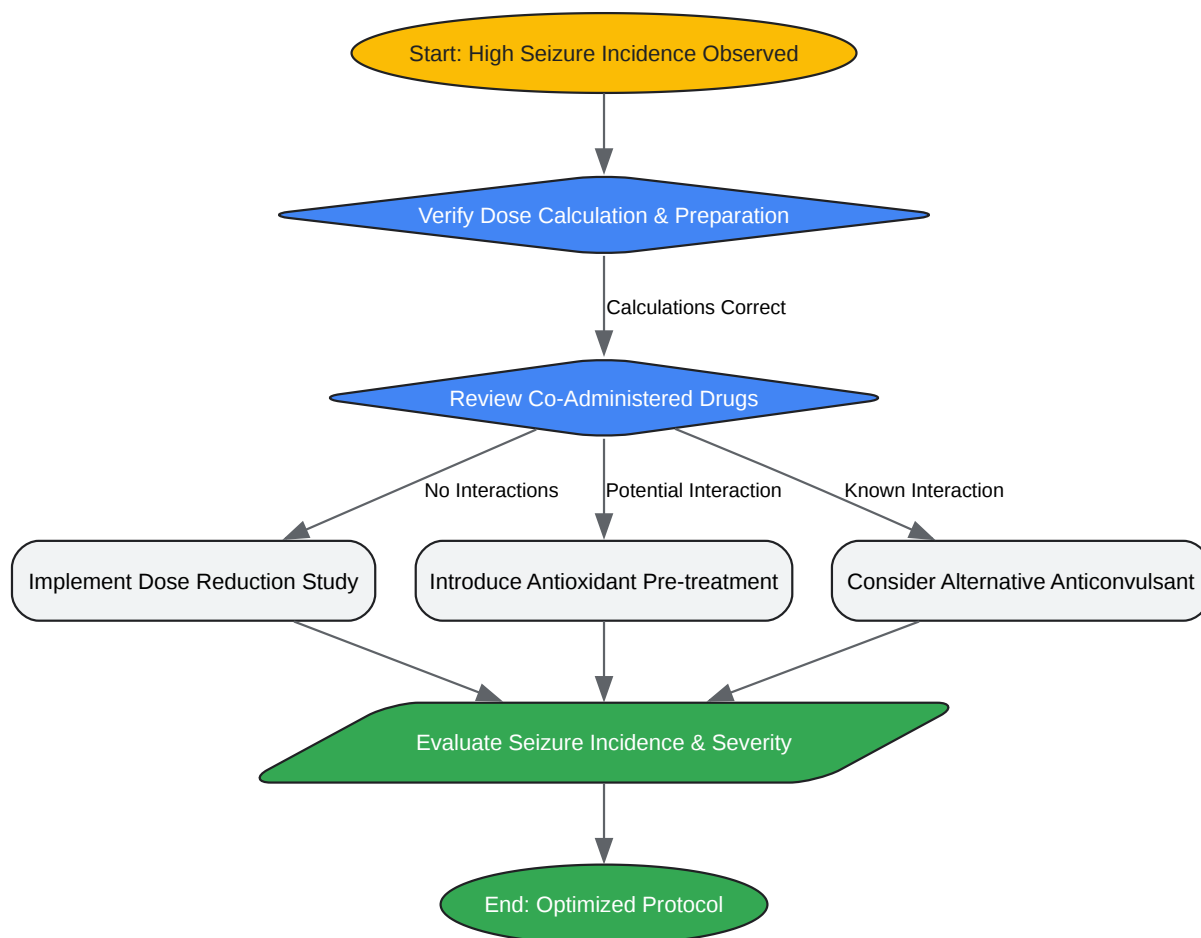 Start: High Seizure Incidence Observed
Verify Dose Calculation & Preparation
Calculations Correct
Review Co-Administered Drugs
No Interactions
Potential Interaction
Known Interaction
Implement Dose Reduction Study
Introduce Antioxidant Pre-treatment
Consider Alternative Anticonvulsant
Evaluate Seizure Incidence & Severity
End: Optimized Protocol